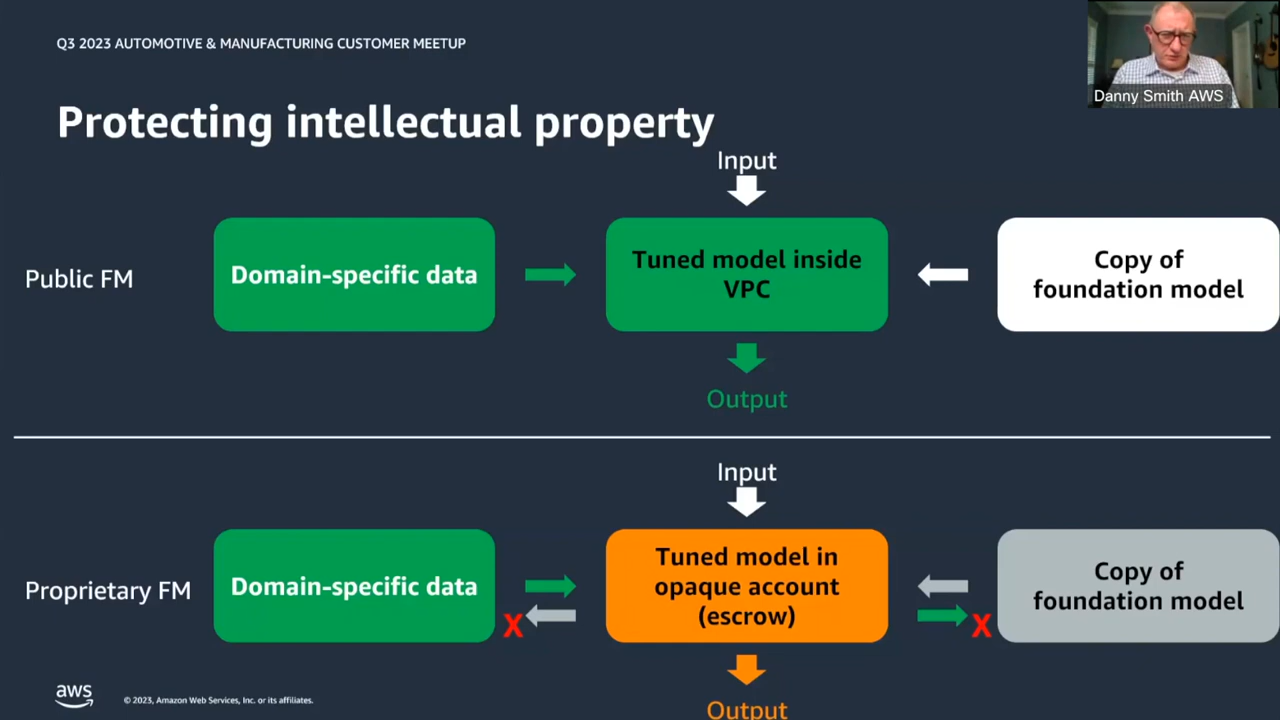 Q3 2023 AUTOMOTIVE & MANUFACTURING CUSTOMER MEETUP
Danny Smith AWS
Protecting intellectual property
Input
Public FM
Domain-specific data
Tuned model inside
VPC
Copy of
foundation model
Output
Input
Proprietary FM
Domain-specific data
Tuned model in
opaque account
(escrow)
Copy of
foundation model
X
X
Output
aws
© 2023, Amazon Web Services, Inc. or its affiliates.